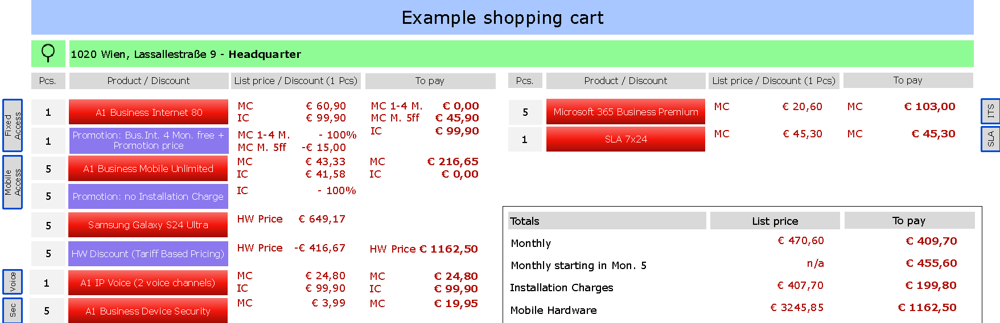 Example shopping cart
1020 Wien, Lassallestraße 9 - Headquarter
Pcs. Product / Discount List price / Discount (1 Pcs) To pay
Fixed
Access
1 A1 Business Internet 80 MC € 60,90 MC 1-4 M. € 0,00
IC € 99,90 MC M. 5ff € 45,90
IC € 99,90
1 Promotion: Bus.Int. 4 Mon. free +
Promotion price
MC 1-4 M. - 100%
MC M. 5ff -€ 15,00
Mobile
Access
5 A1 Business Mobile Unlimited MC € 43,33 MC € 216,65
IC € 41,58 IC € 0,00
5 Promotion: no Installation Charge IC - 100%
5 Samsung Galaxy S24 Ultra HW Price € 649,17
5 HW Discount (Tariff Based Pricing) HW Price -€ 416,67 HW Price € 1162,50
Voice
1 A1 IP Voice (2 voice channels) MC € 24,80 MC € 24,80
IC € 99,90 IC € 99,90
Sec
5 A1 Business Device Security MC € 3,99 MC € 19,95
Pcs. Product / Discount List price / Discount (1 Pcs) To pay
5 Microsoft 365 Business Premium MC € 20,60 MC € 103,00
ITS
1 SLA 7x24 MC € 45,30 MC € 45,30
SLA
Totals List price To pay
Monthly € 470,60 € 409,70
Monthly starting in Mon. 5 n/a € 455,60
Installation Charges € 407,70 € 199,80
Mobile Hardware € 3245,85 € 1162,50